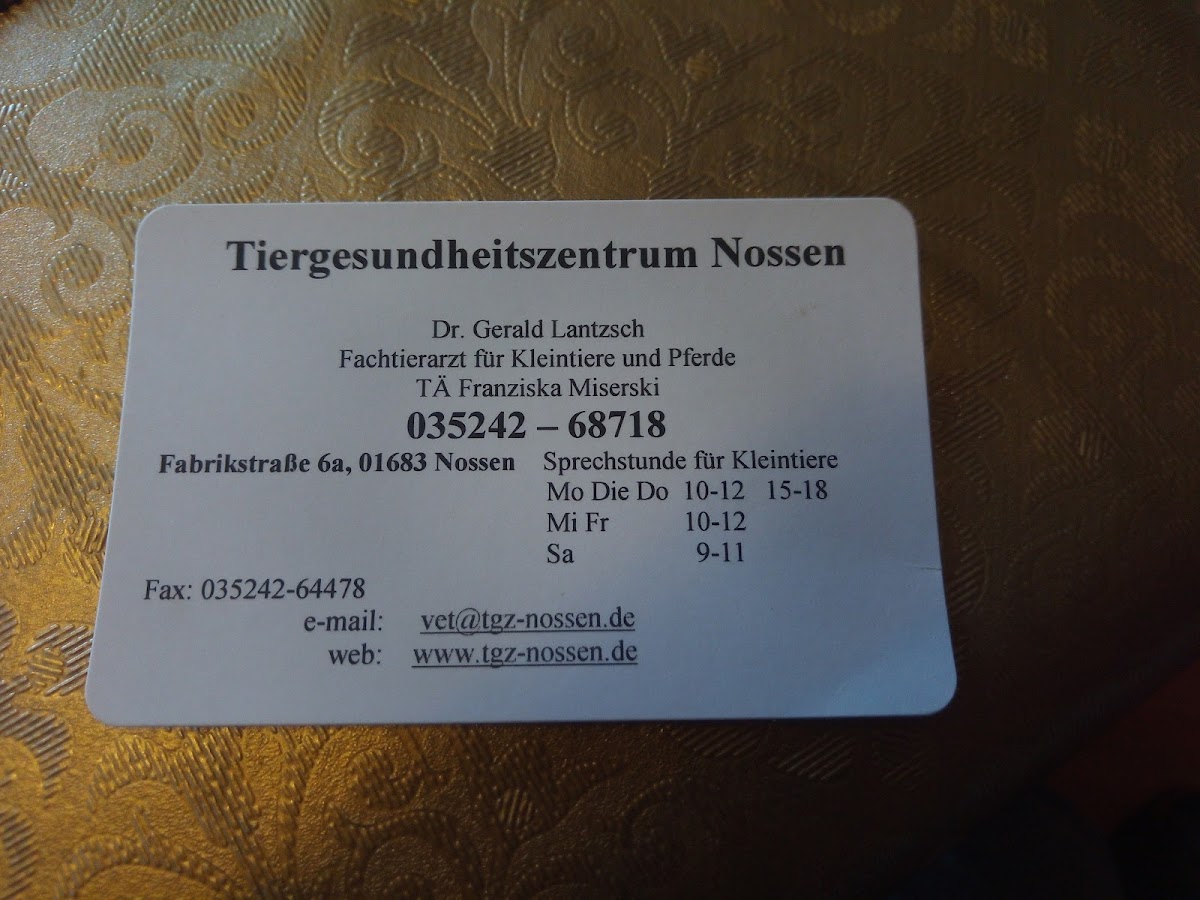 Tiergesundheitszentrum Nossen
Dr. Gerald Lantzsch
Fachtierarzt für Kleintiere und Pferde
TÄ Franziska Miserski
035242 – 68718
Fabrikstraße 6a, 01683 Nossen Sprechstunde für Kleintiere
Mo Die Do 10-12 15-18
Mi Fr 10-12
Sa 9-11
Fax: 035242-64478
e-mail: vet@tgz-nossen.de
web: www.tgz-nossen.de